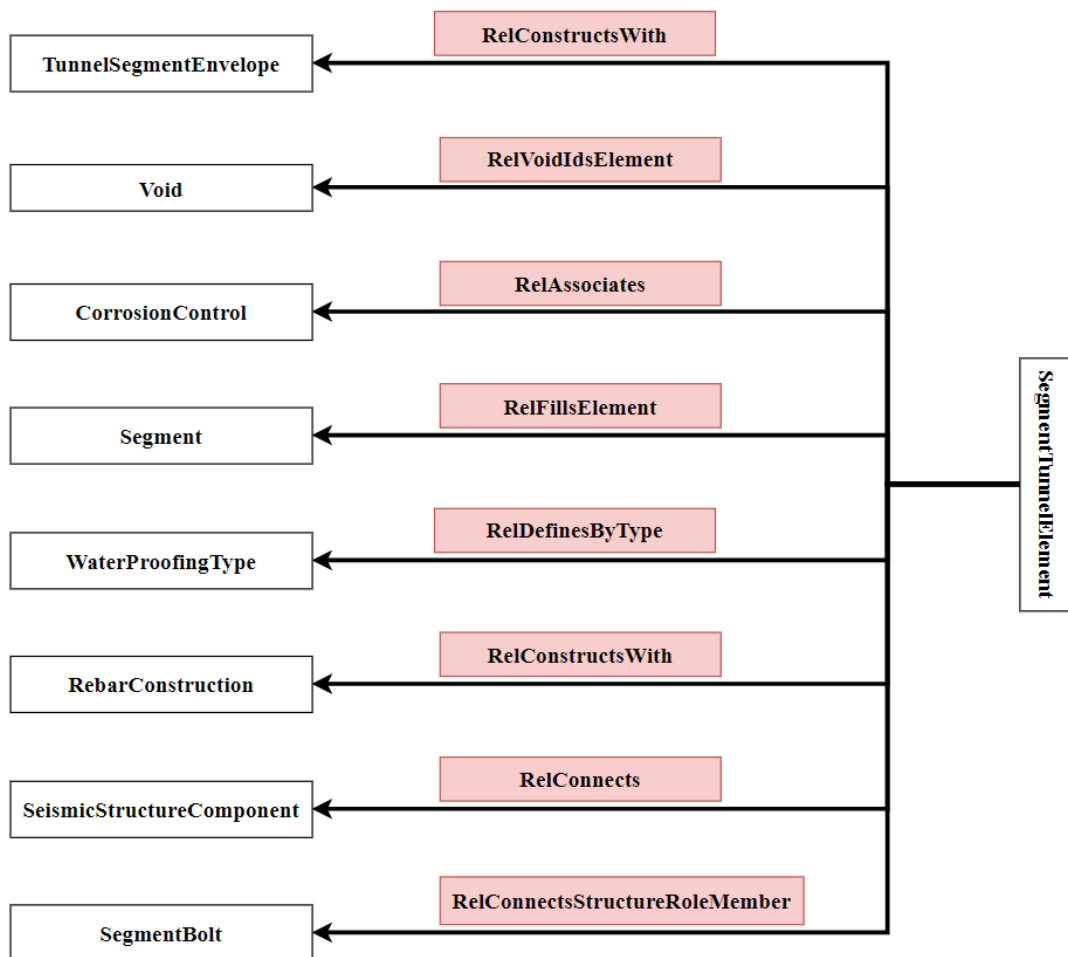 RelConstructsWith
TunnelSegmentEnvelope
RelVoidIdsElement
Void
RelAssociates
CorrosionControl
RelFillsElement
Segment
SegmentTunnelElement
RelDefinesByType
WaterProofingType
RelConstructsWith
RebarConstruction
RelConnects
SeismicStructureComponent
RelConnectsStructureRoleMember
SegmentBolt